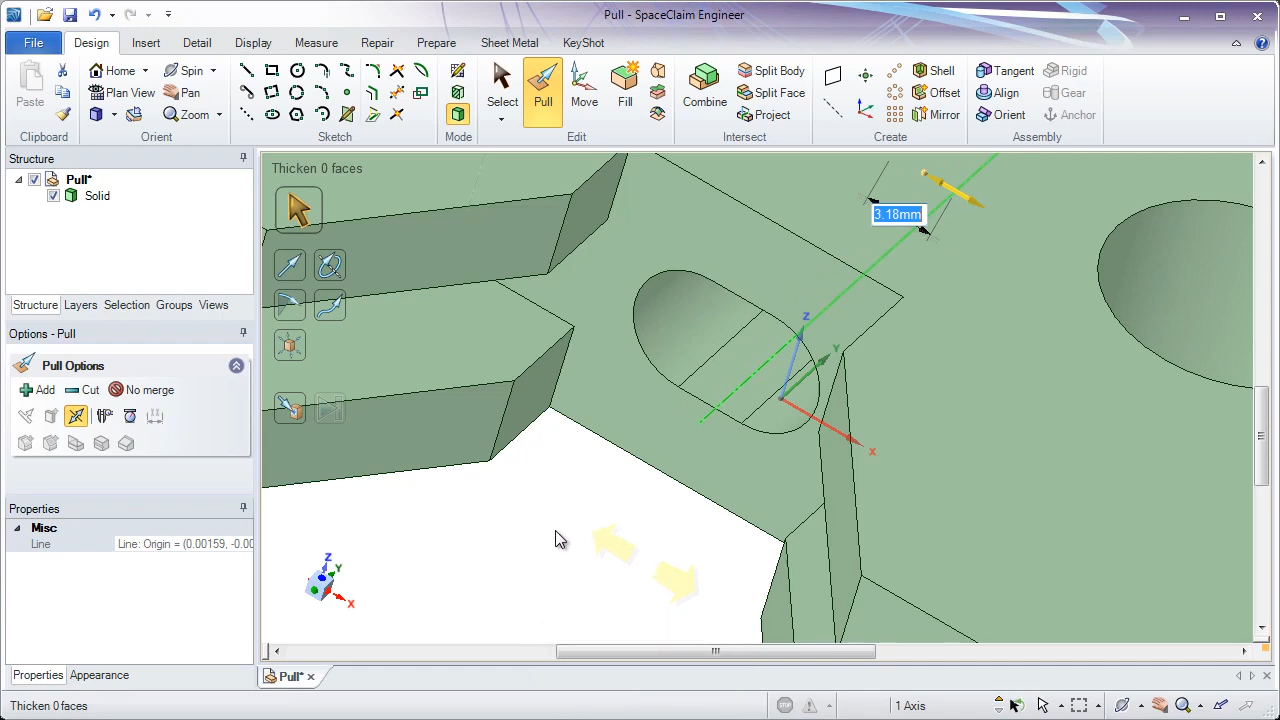 Pull - SpaceClaim Engineer
File Design Insert Detail Display Measure Repair Prepare Sheet Metal KeyShot
Home Spin Select Pull Move Fill Combine Split Body Shell Tangent Rigid
Paste Plan View Pan Split Face Offset Align Gear
Zoom Project Mirror Orient Anchor
Clipboard Orient Sketch Mode Edit Intersect Create Assembly
Structure
Pull*
Solid
Structure Layers Selection Groups Views
Options - Pull
Pull Options
Add Cut No merge
Properties
Misc
Line Line: Origin = (0.00159, -0.00
Properties Appearance
Thicken 0 faces
3.18mm
Z
Y
X
Z
Y
X
Pull*
Thicken 0 faces 1 Axis